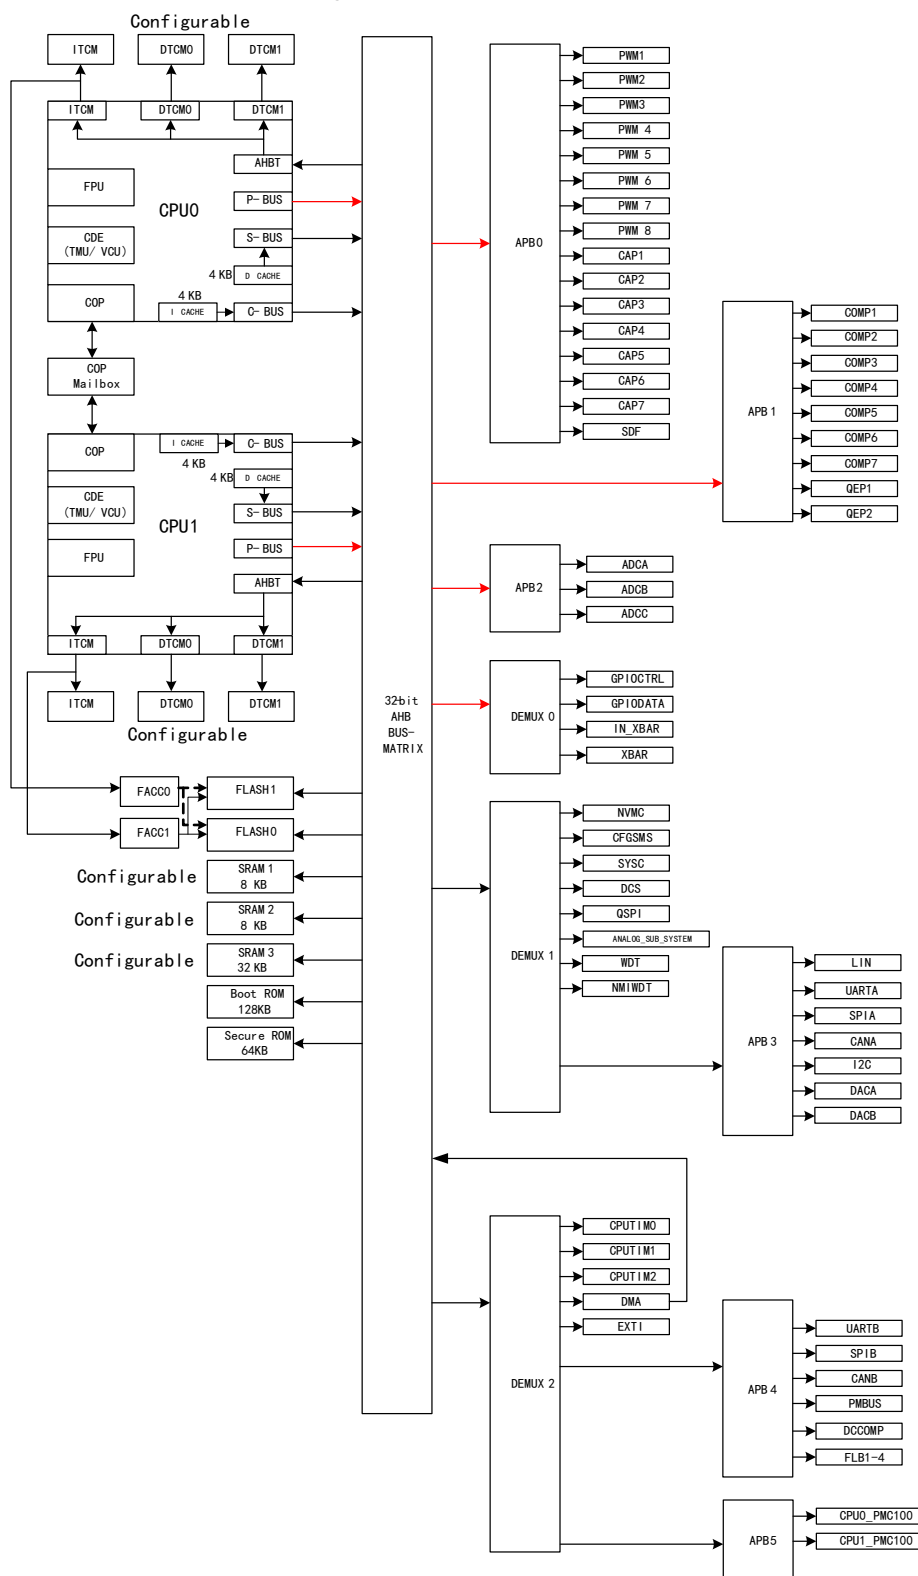 Configurable
ITCM
DTCM0
DTCM1
ITCM
DTCM0
DTCM1
AHBT
FPU
P-BUS
CPU0
CDE
(TMU/ VCU)
S-BUS
4 KB
D CACHE
4 KB
COP
I CACHE
C-BUS
COP
Mailbox
COP
I CACHE
C-BUS
4 KB
4 KB
D CACHE
CDE
(TMU/ VCU)
S-BUS
CPU1
P-BUS
FPU
AHBT
ITCM
DTCM0
DTCM1
ITCM
DTCM0
DTCM1
Configurable
FACC0
FLASH1
FACC1
FLASH0
Configurable
SRAM 1
8 KB
Configurable
SRAM 2
8 KB
Configurable
SRAM 3
32 KB
Boot ROM
128KB
Secure ROM
64KB
32-bit
AHB
BUS-
MATRIX
APB0
PWM1
PWM2
PWM3
PWM 4
PWM 5
PWM 6
PWM 7
PWM 8
CAP1
CAP2
CAP3
CAP4
CAP5
CAP6
CAP7
SDF
APB 1
COMP1
COMP2
COMP3
COMP4
COMP5
COMP6
COMP7
QEP1
QEP2
APB2
ADCA
ADCB
ADCC
DEMUX 0
GPIOCTRL
GPIODATA
IN_XBAR
XBAR
DEMUX 1
NVMC
CFGSMS
SYSC
DCS
QSPI
ANALOG_SUB_SYSTEM
WDT
NMIWDT
APB 3
LIN
UARTA
SPIA
CANA
I2C
DACA
DACB
DEMUX 2
CPUTIM0
CPUTIM1
CPUTIM2
DMA
EXTI
APB 4
UARTB
SPIB
CANB
PMBUS
DCCOMP
FLB1-4
APB5
CPU0_PMC100
CPU1_PMC100